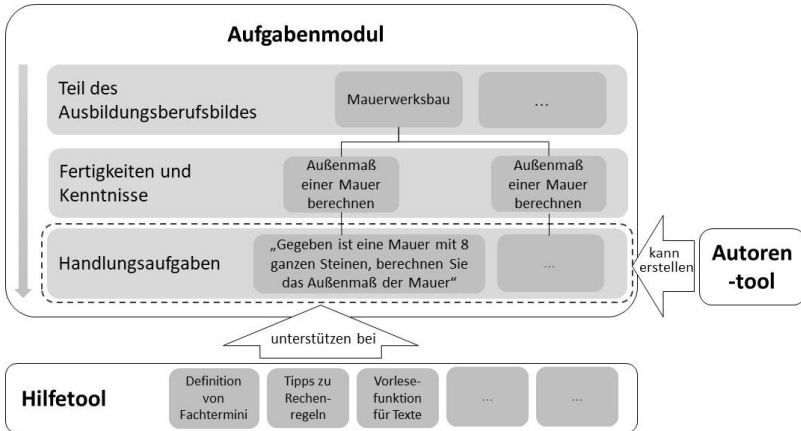 Aufgabenmodul
Teil des
Ausbildungsberufsbildes
Mauerwerksbau
...
Fertigkeiten und
Kenntnisse
Außenmaß
einer Mauer
berechnen
Außenmaß
einer Mauer
berechnen
Handlungsaufgaben
„Gegeben ist eine Mauer mit 8
ganzen Steinen, berechnen Sie
das Außenmaß der Mauer“
...
kann
erstellen
Autoren
-tool
unterstützen bei
Hilfetool
Definition
von
Fachtermini
Tipps zu
Rechen-
regeln
Vorlese-
funktion
für Texte
...
...